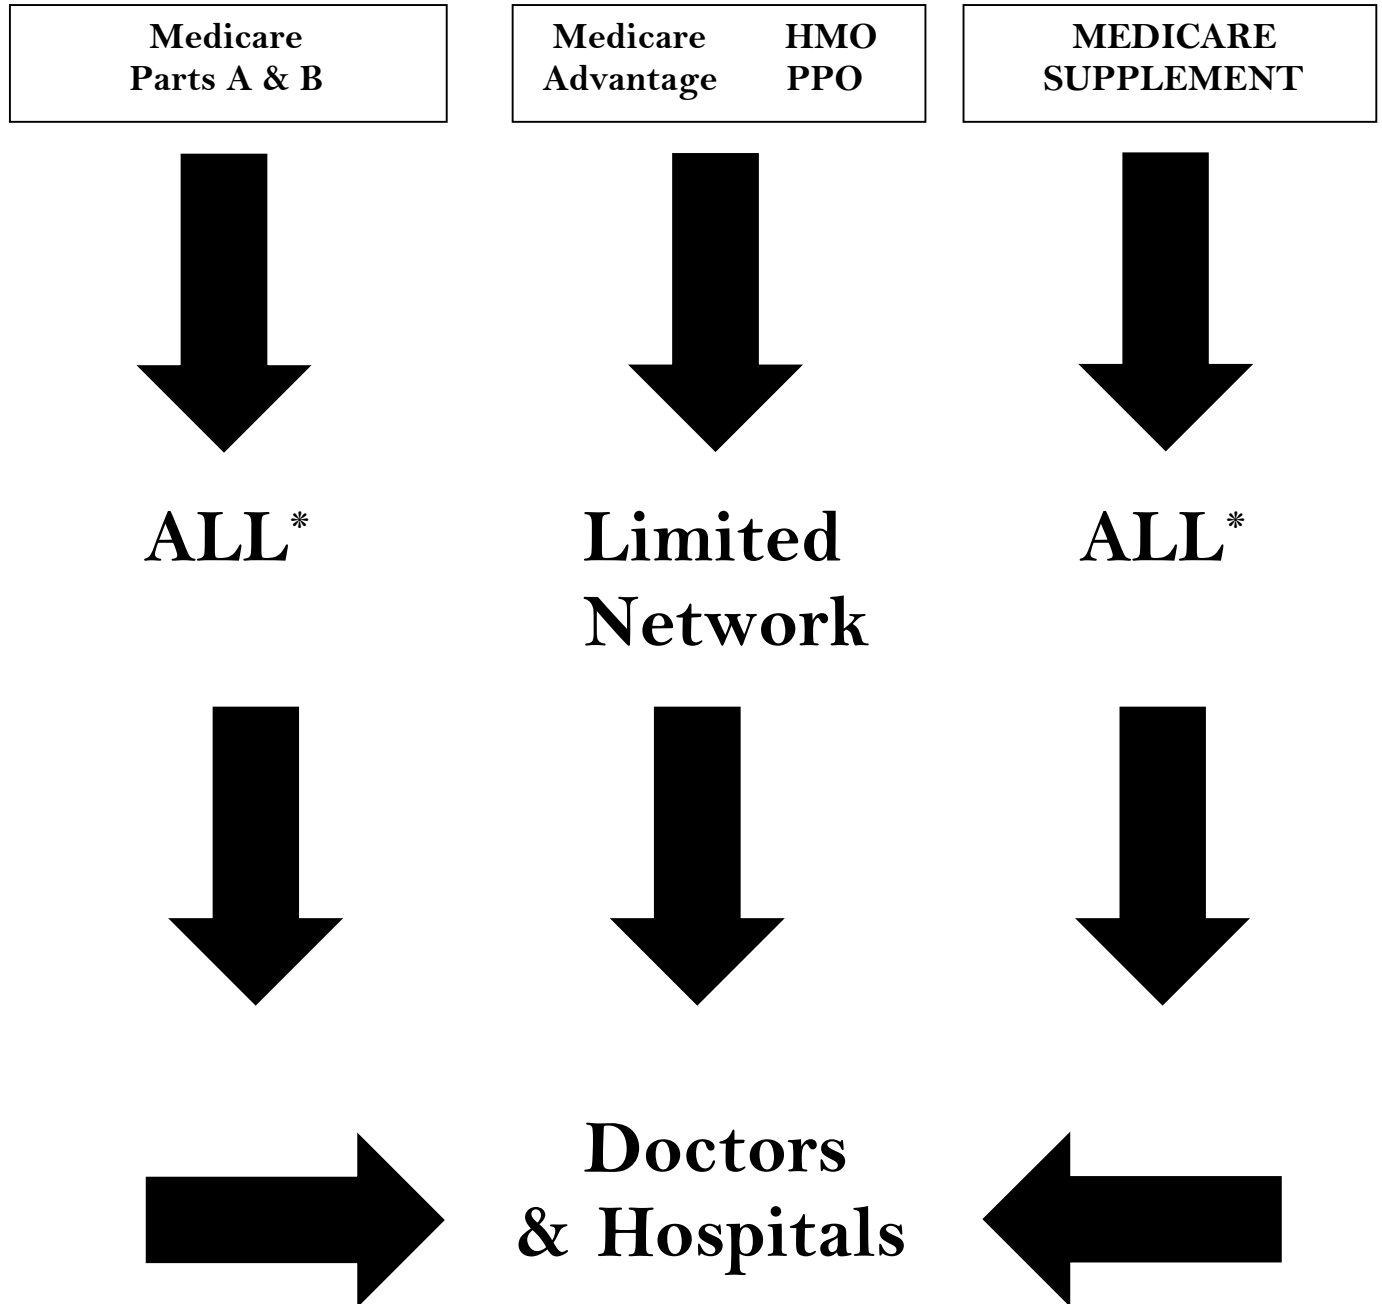 Medicare
Parts A & B
Medicare HMO
Advantage PPO
MEDICARE
SUPPLEMENT
ALL*
Limited
Network
ALL*
Doctors
& Hospitals